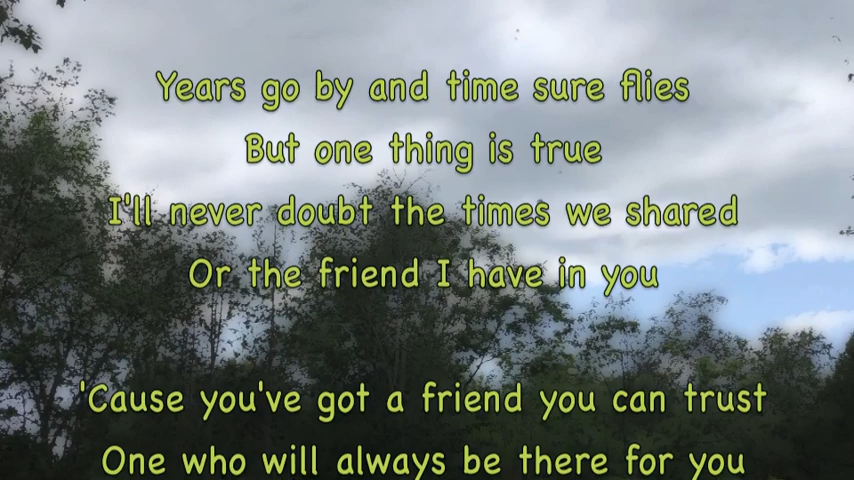 Years go by and time sure flies
But one thing is true
I'll never doubt the times we shared
Or the friend I have in you
'Cause you've got a friend you can trust
One who will always be there for you